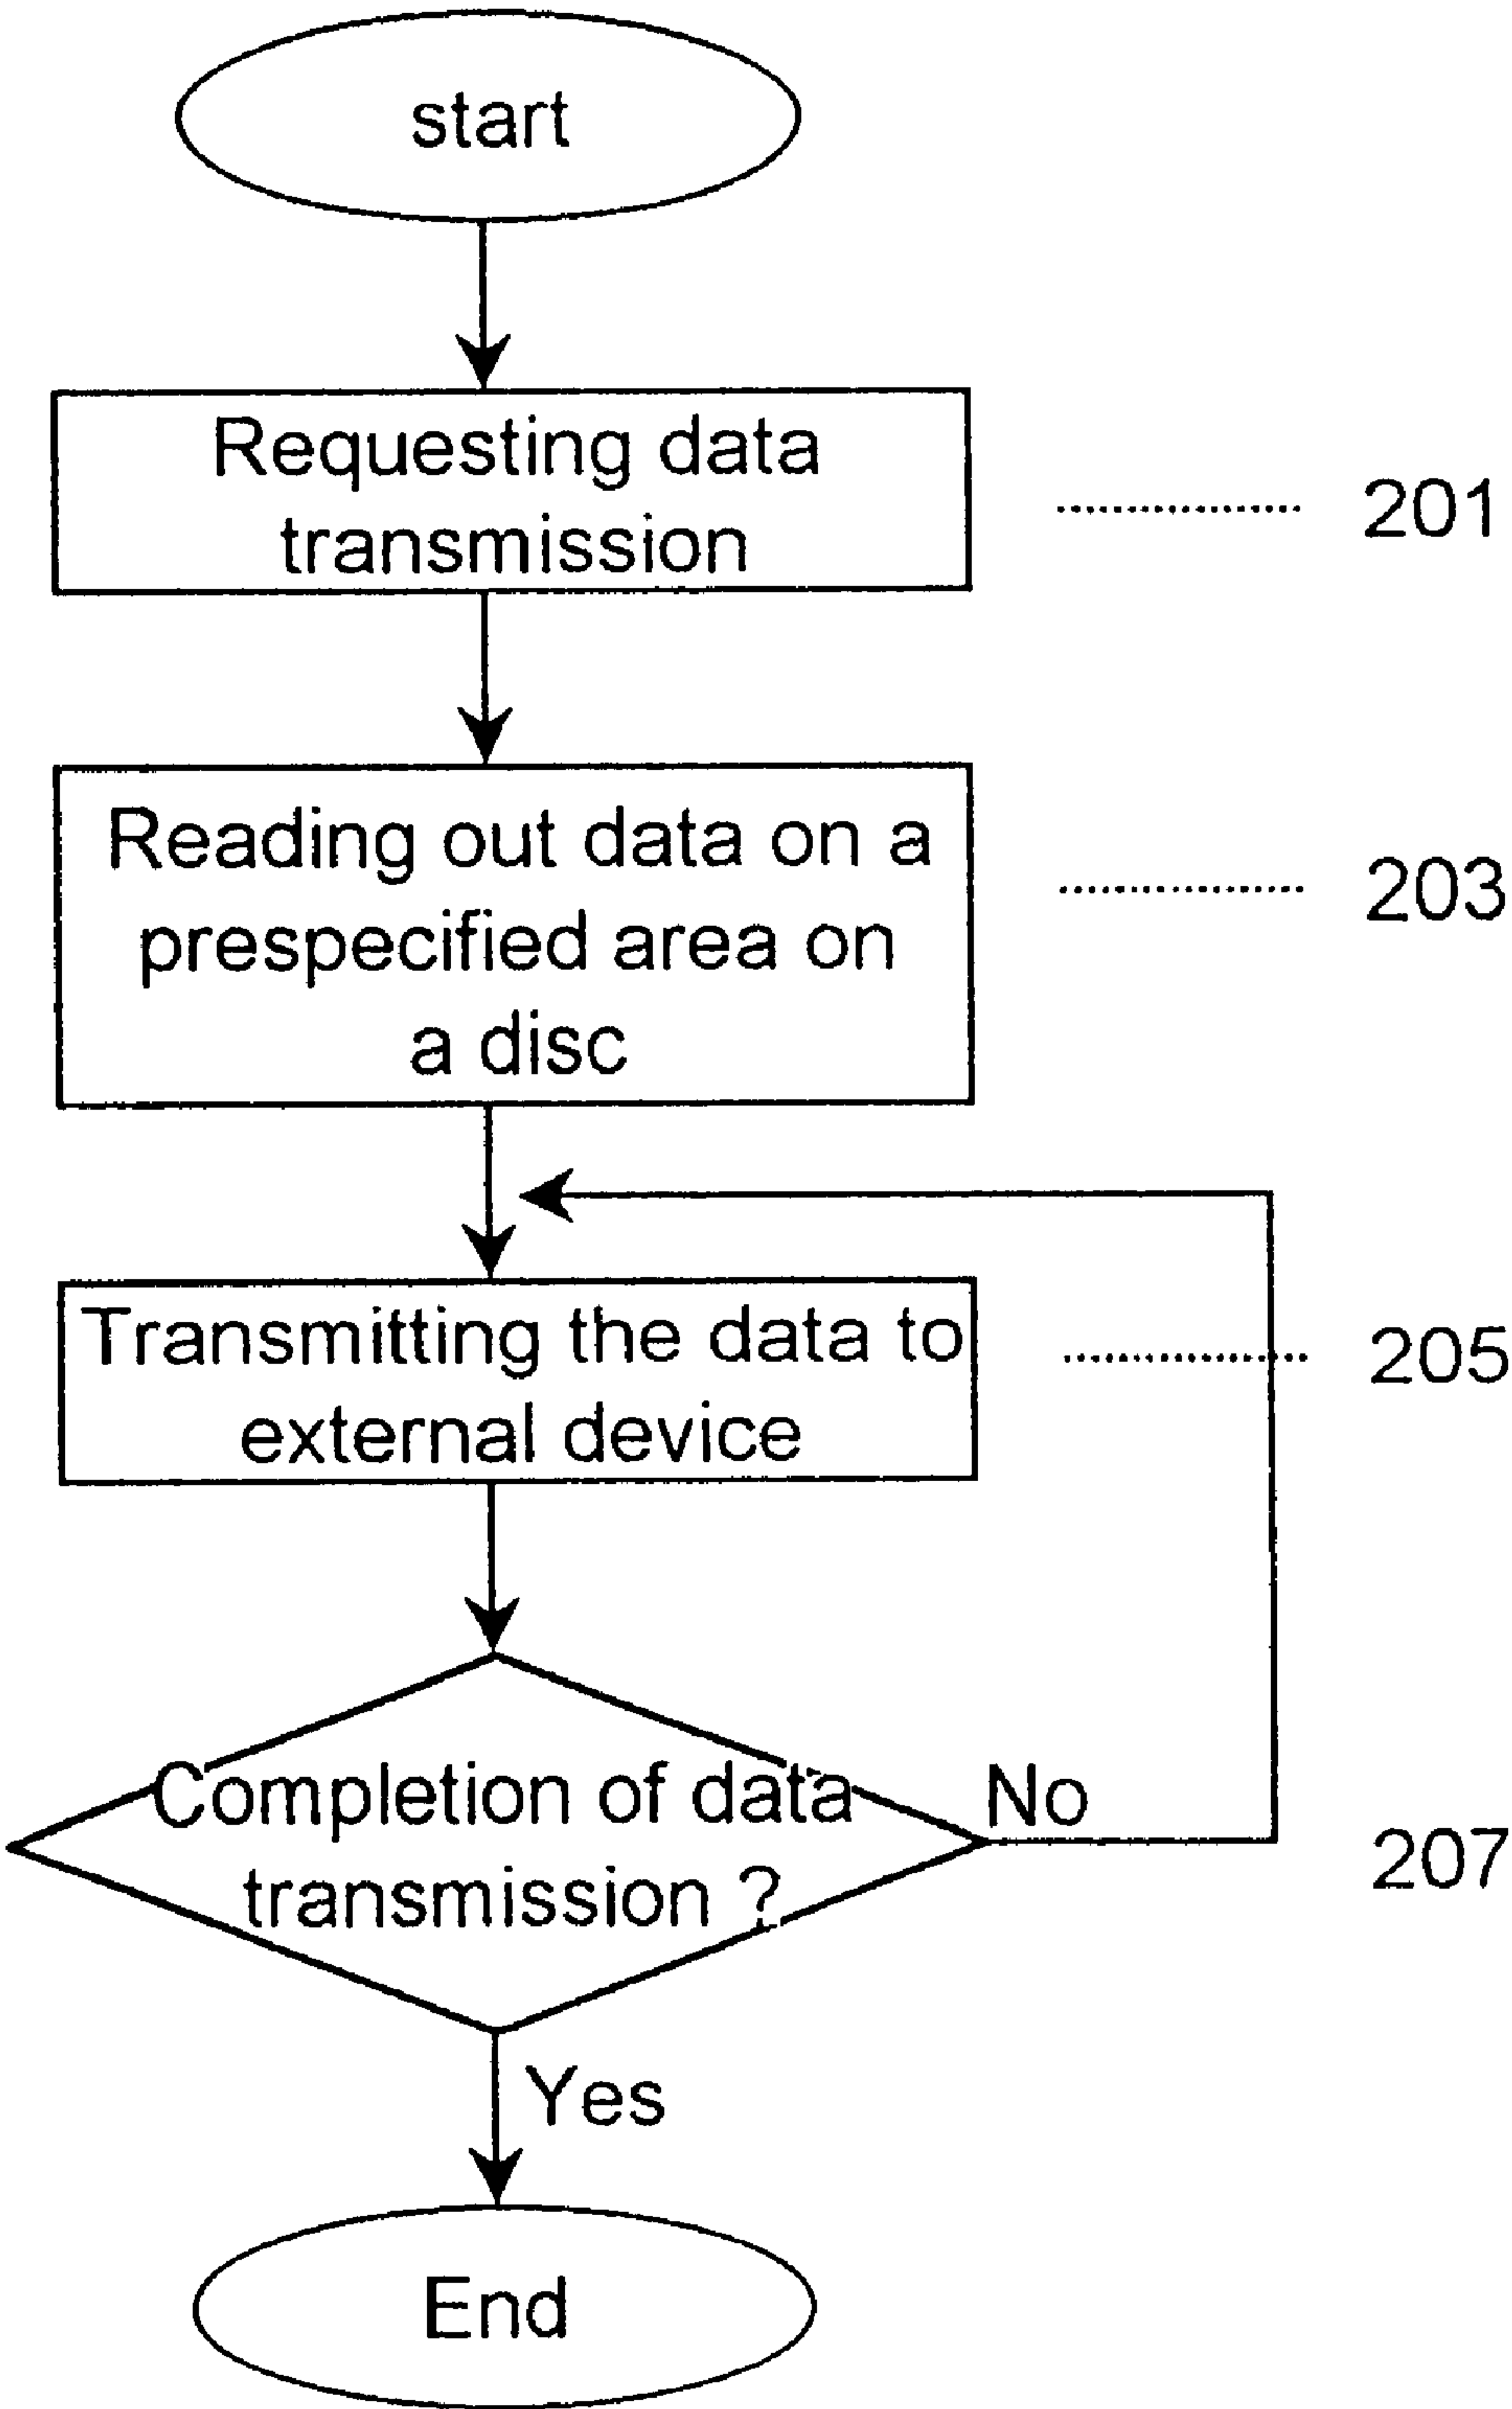 start
Requesting data
transmission
201
Reading out data on a
prespecified area on
a disc
203
Transmitting the data to
external device
205
Completion of data
transmission ?
No
207
Yes
End